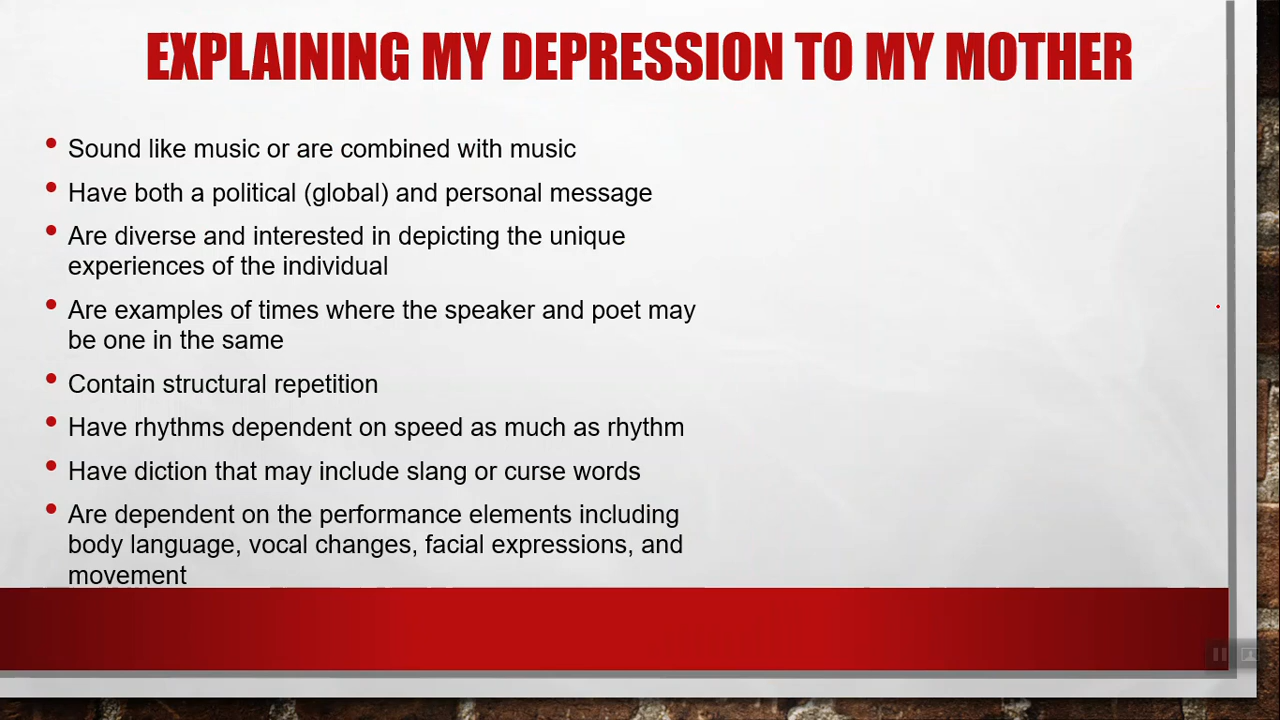 EXPLAINING MY DEPRESSION TO MY MOTHER
• Sound like music or are combined with music
• Have both a political (global) and personal message
• Are diverse and interested in depicting the unique
experiences of the individual
• Are examples of times where the speaker and poet may
be one in the same
• Contain structural repetition
• Have rhythms dependent on speed as much as rhythm
• Have diction that may include slang or curse words
• Are dependent on the performance elements including
body language, vocal changes, facial expressions, and
movement